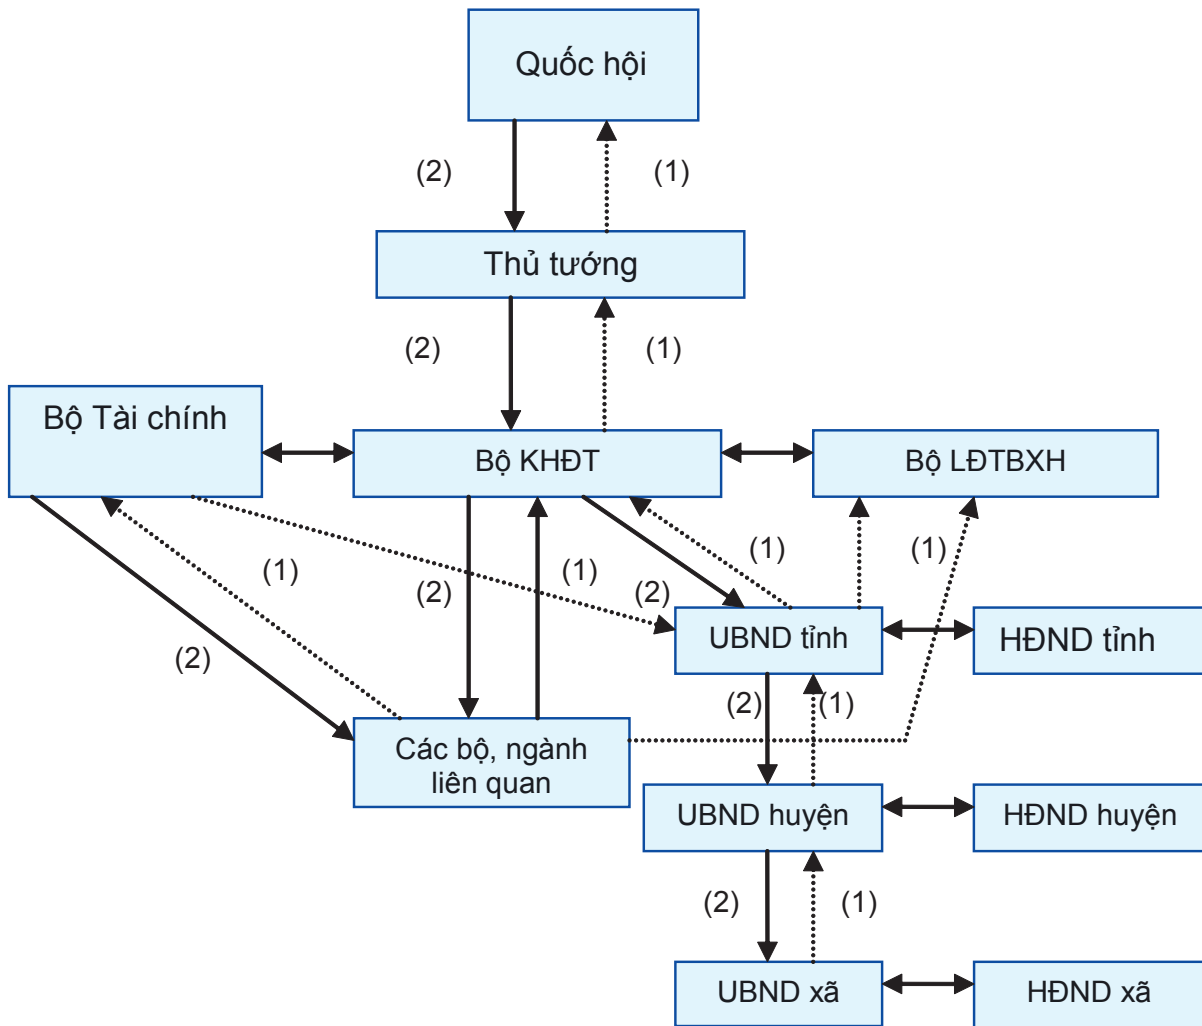 Quốc hội
(2)
(1)
Thủ tướng
(2)
(1)
Bộ Tài chính
Bộ KHĐT
Bộ LĐTBXH
(1)
(2)
(1)
(2)
(1)
(1)
(2)
UBND tỉnh
HĐND tỉnh
(2)
(1)
Các bộ, ngành
liên quan
UBND huyện
HĐND huyện
(2)
(1)
UBND xã
HĐND xã